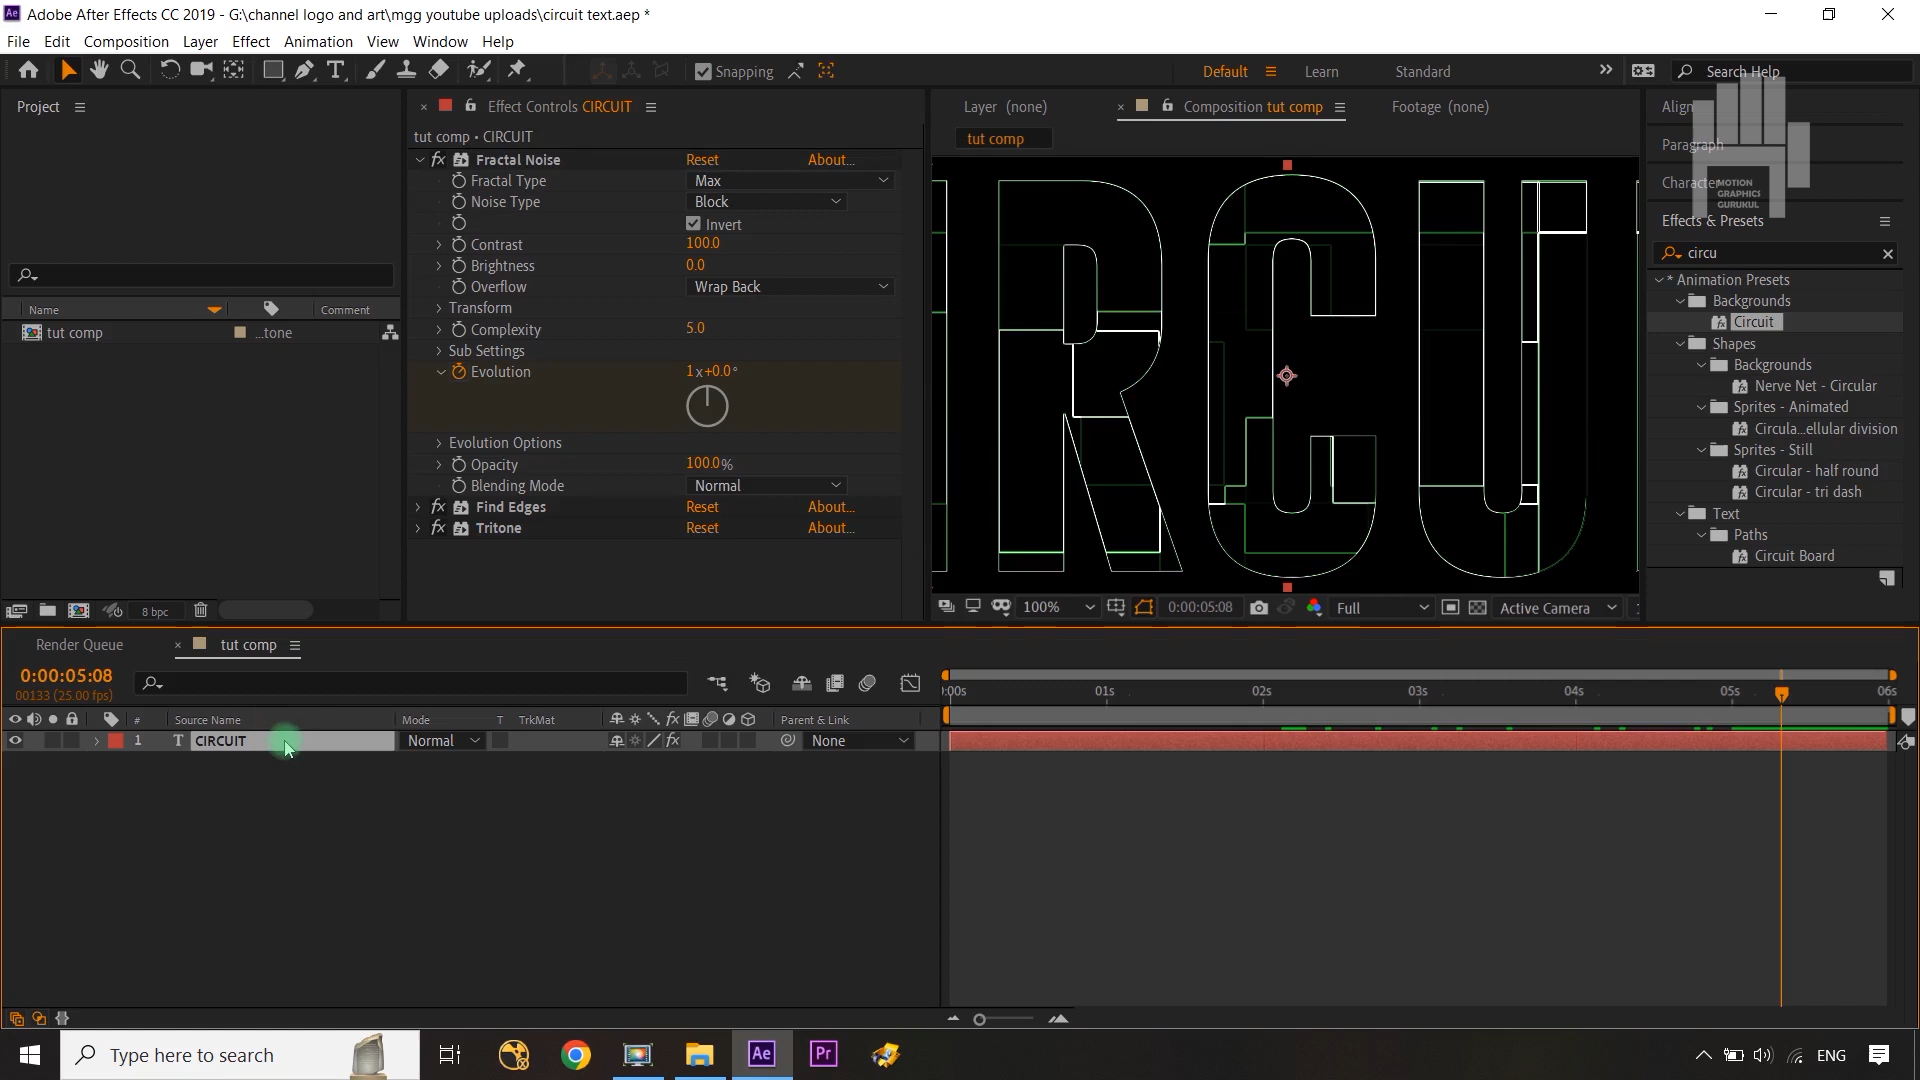 Adobe After Effects CC 2019 - G:\channel logo and art\mgg youtube uploads\circuit text.aep *
File Edit Composition Layer Effect Animation View Window Help
Snapping
Default Learn Standard Search Help
Project
Effect Controls CIRCUIT
Layer (none) Composition tut comp Footage (none)
tut comp • CIRCUIT
tut comp
Fractal Noise Reset About...
Fractal Type Max
Noise Type Block
Invert
Contrast 100.0
Brightness 0.0
Overflow Wrap Back
Transform
Complexity 5.0
Sub Settings
Evolution 1x+0.0°
Evolution Options
Opacity 100.0%
Blending Mode Normal
Find Edges Reset About...
Tritone Reset About...
Name Comment
tut comp ...tone
8 bpc
RCU
100% 0:00:05:08 Full Active Camera
Paragraph
MOTION
GRAPHICS
GURUKUL
Effects & Presets
circu
* Animation Presets
Backgrounds
Circuit
Shapes
Backgrounds
Nerve Net - Circular
Sprites - Animated
Circula...ellular division
Sprites - Still
Circular - half round
Circular - tri dash
Text
Paths
Circuit Board
Render Queue tut comp
0:00:05:08
00133 (25.00 fps)
:00s 01s 02s 03s 04s 05s 06s
# Source Name Mode T TrkMat Parent & Link
1 T CIRCUIT Normal None
Type here to search
Ae Pr ENG